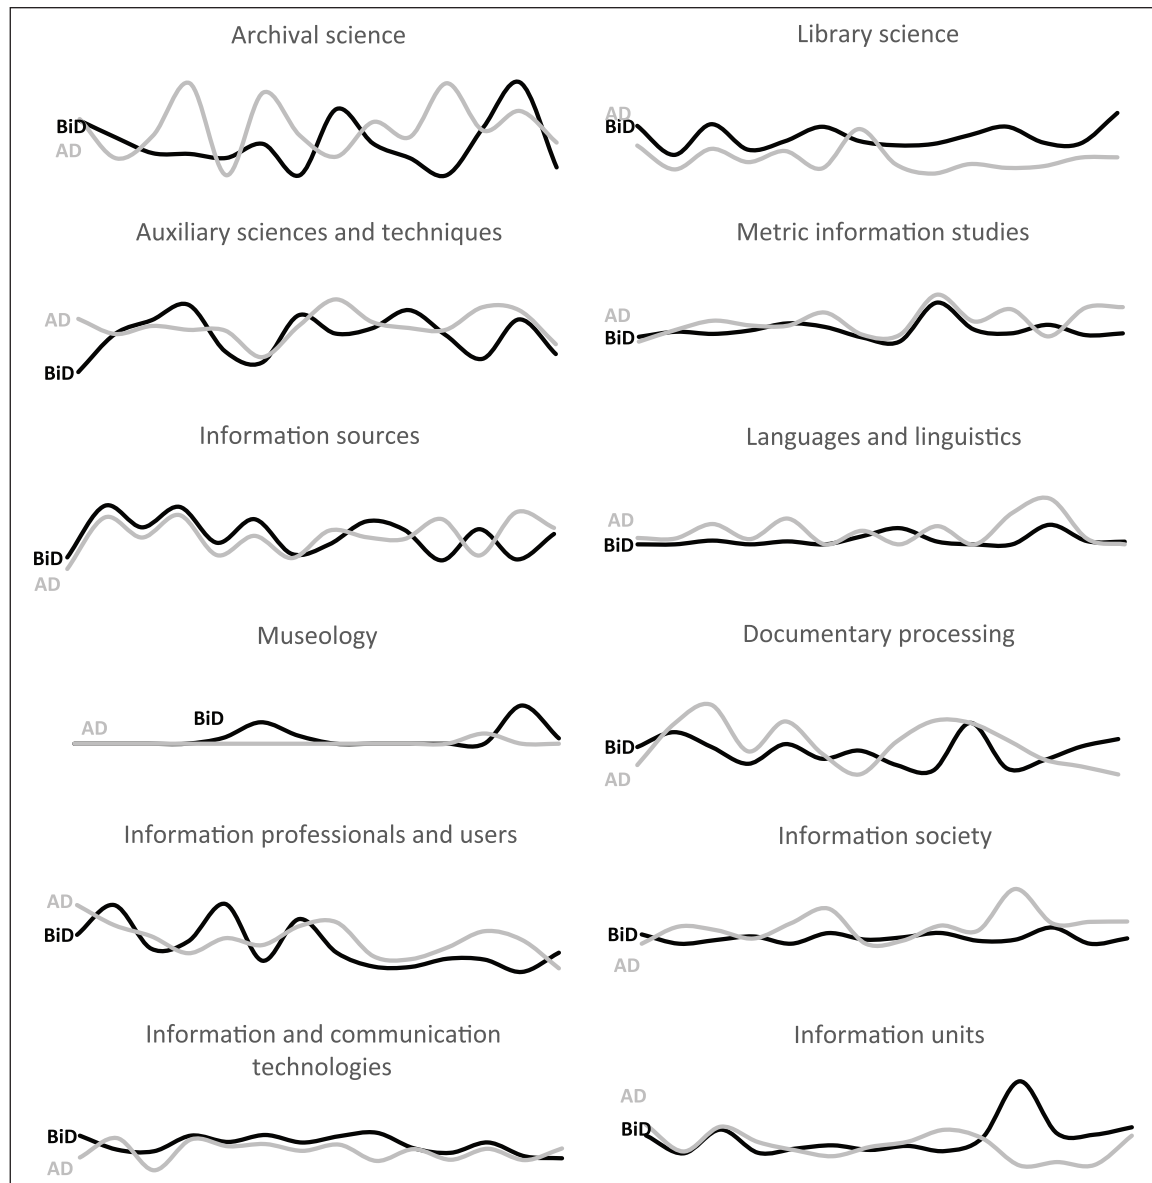 Archival science
BiD
AD
Library science
AD
BiD
Auxiliary sciences and techniques
AD
BiD
Metric information studies
AD
BiD
Information sources
BiD
AD
Languages and linguistics
AD
BiD
Museology
AD
BiD
Documentary processing
BiD
AD
Information professionals and users
AD
BiD
Information society
BiD
AD
Information and communication
technologies
BiD
AD
Information units
AD
BiD